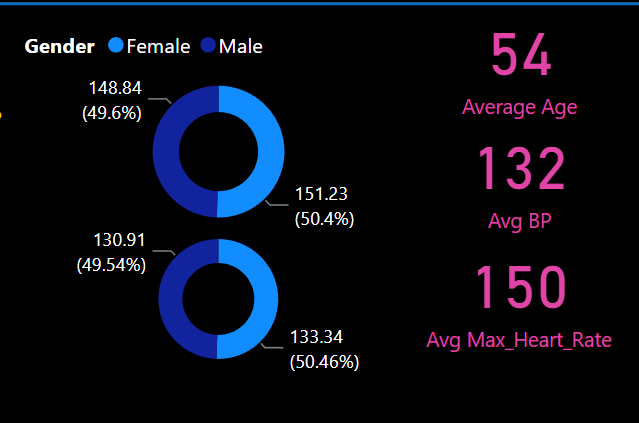 Gender Female Male
148.84
(49.6%)
151.23
(50.4%)
130.91
(49.54%)
133.34
(50.46%)
54
Average Age
132
Avg BP
150
Avg Max_Heart_Rate